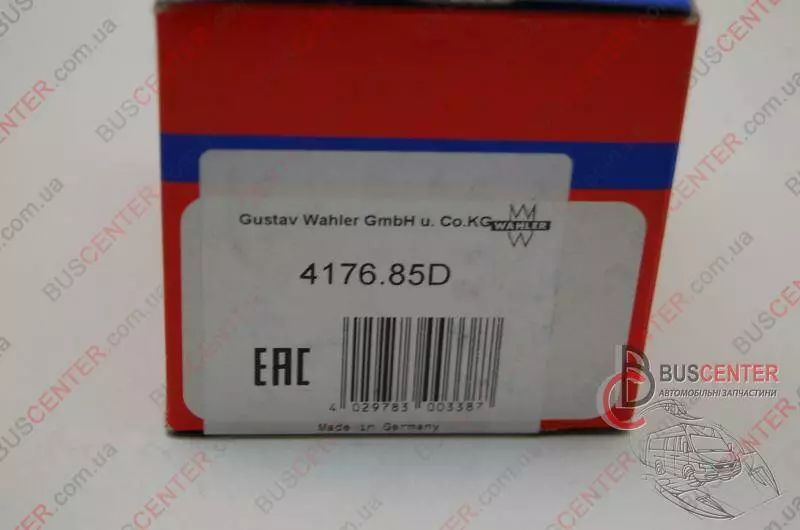 Gustav Wahler GmbH u. Co.KG
WAHLER
4176.85D
EAC
4 029783 003387
Made in Germany
BUSCENTER
АВТОМОБІЛЬНІ ЗАПЧАСТИНИ
BUSCENTER.com.ua